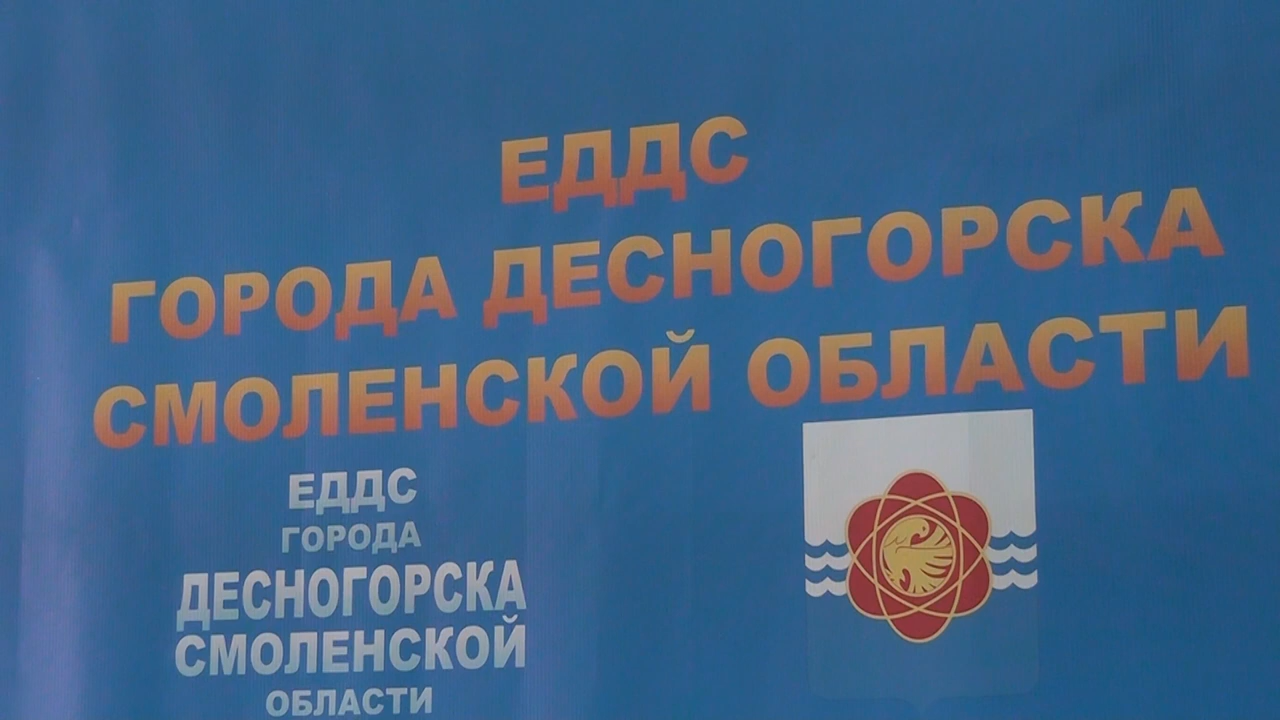 ЕДДС
ГОРОДА ДЕСНОГОРСКА
СМОЛЕНСКОЙ ОБЛАСТИ
ЕДДС
ГОРОДА
ДЕСНОГОРСКА
СМОЛЕНСКОЙ
ОБЛАСТИ